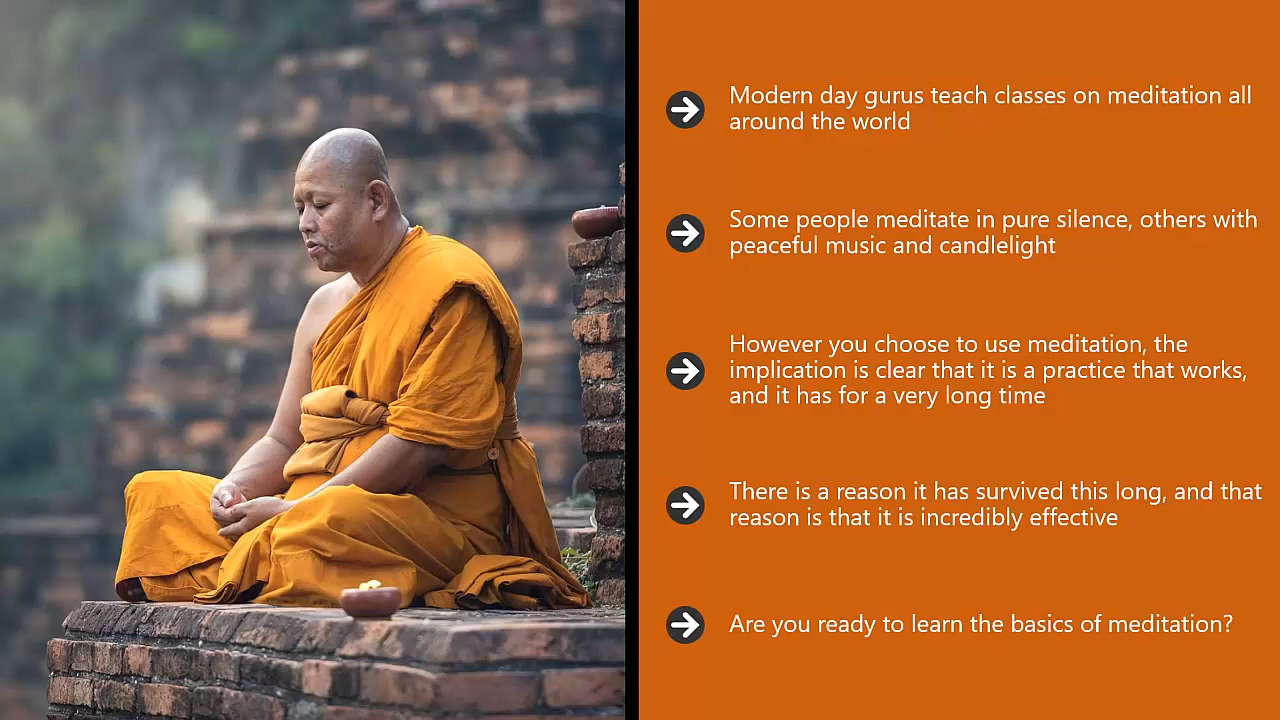 Modern day gurus teach classes on meditation all
around the world
Some people meditate in pure silence, others with
peaceful music and candlelight
However you choose to use meditation, the
implication is clear that it is a practice that works,
and it has for a very long time
There is a reason it has survived this long, and that
reason is that it is incredibly effective
Are you ready to learn the basics of meditation?